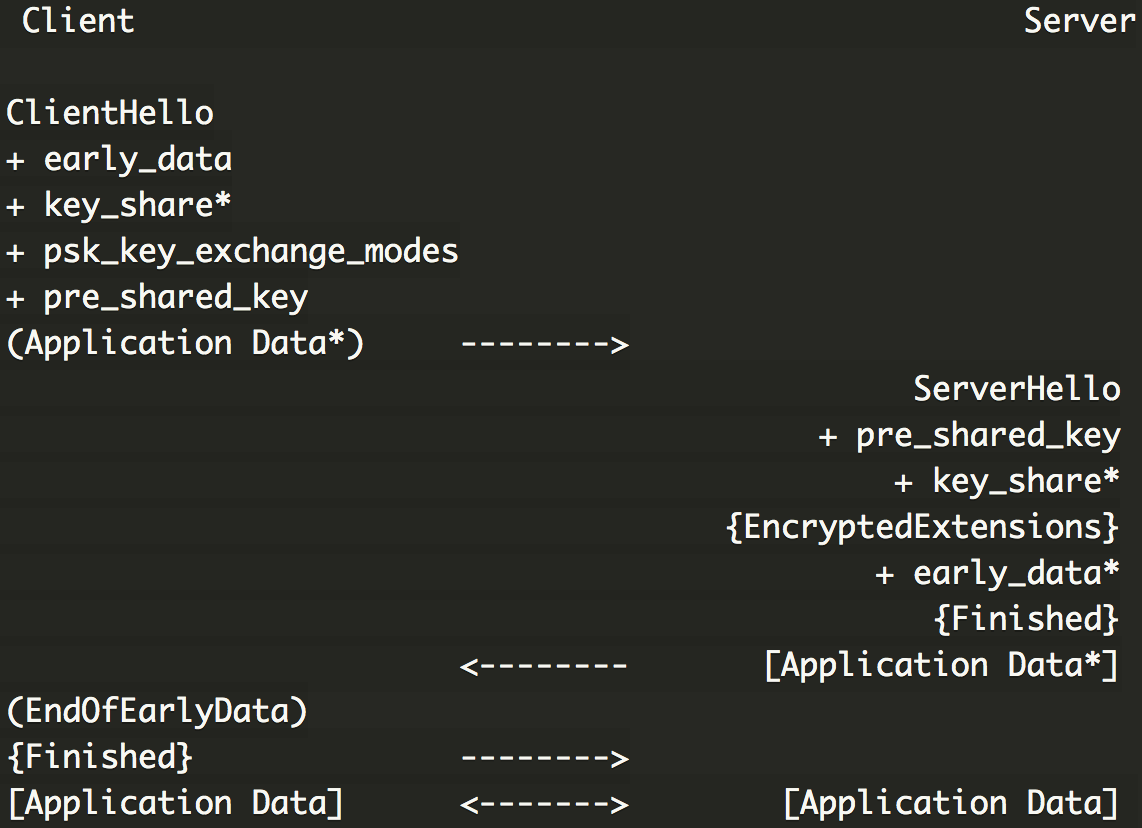 Client Server
ClientHello
+ early_data
+ key_share*
+ psk_key_exchange_modes
+ pre_shared_key
(Application Data*) -------->
ServerHello
+ pre_shared_key
+ key_share*
{EncryptedExtensions}
+ early_data*
{Finished}
<-------- [Application Data*]
(EndOfEarlyData)
{Finished} -------->
[Application Data] <-------> [Application Data]